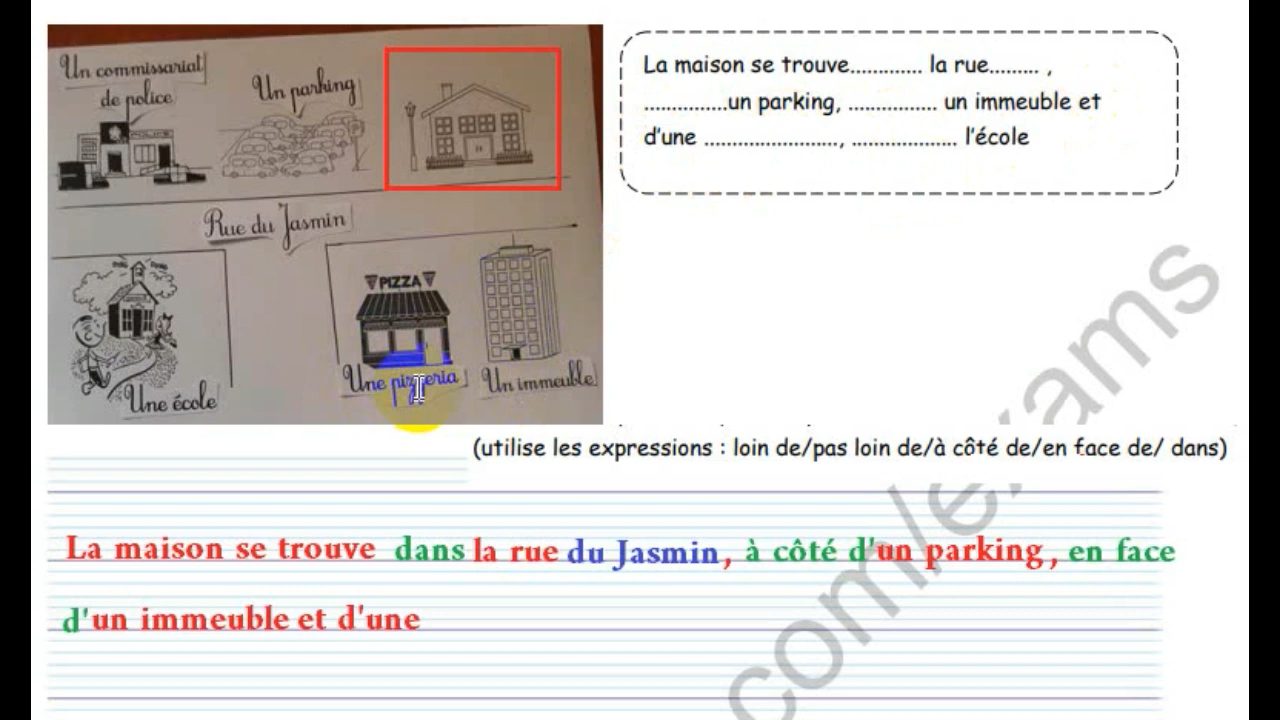 Un commissariat
de police
Un parking
POLICE
Rue du Jasmin
PIZZA
Une école
Une pizzeria
Un immeuble
La maison se trouve............. la rue......... ,
...............un parking, ................ un immeuble et
d'une ........................, ................... l'école
(utilise les expressions : loin de/pas loin de/à côté de/en face de/ dans)
La maison se trouve dans la rue du Jasmin, à côté d'un parking, en face
d'un immeuble et d'une
.com/exams